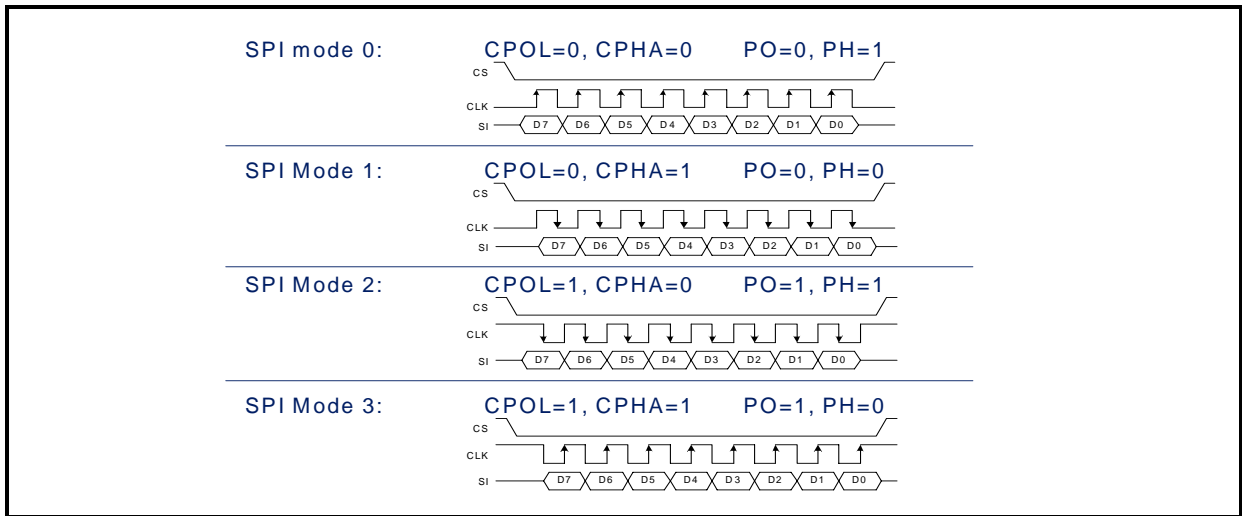 SPI mode 0: CPOL=0, CPHA=0 PO=0, PH=1
CS
CLK
SI D7 D6 D5 D4 D3 D2 D1 D0
SPI Mode 1: CPOL=0, CPHA=1 PO=0, PH=0
CS
CLK
SI D7 D6 D5 D4 D3 D2 D1 D0
SPI Mode 2: CPOL=1, CPHA=0 PO=1, PH=1
CS
CLK
SI D7 D6 D5 D4 D3 D2 D1 D0
SPI Mode 3: CPOL=1, CPHA=1 PO=1, PH=0
CS
CLK
SI D7 D6 D5 D4 D3 D2 D1 D0